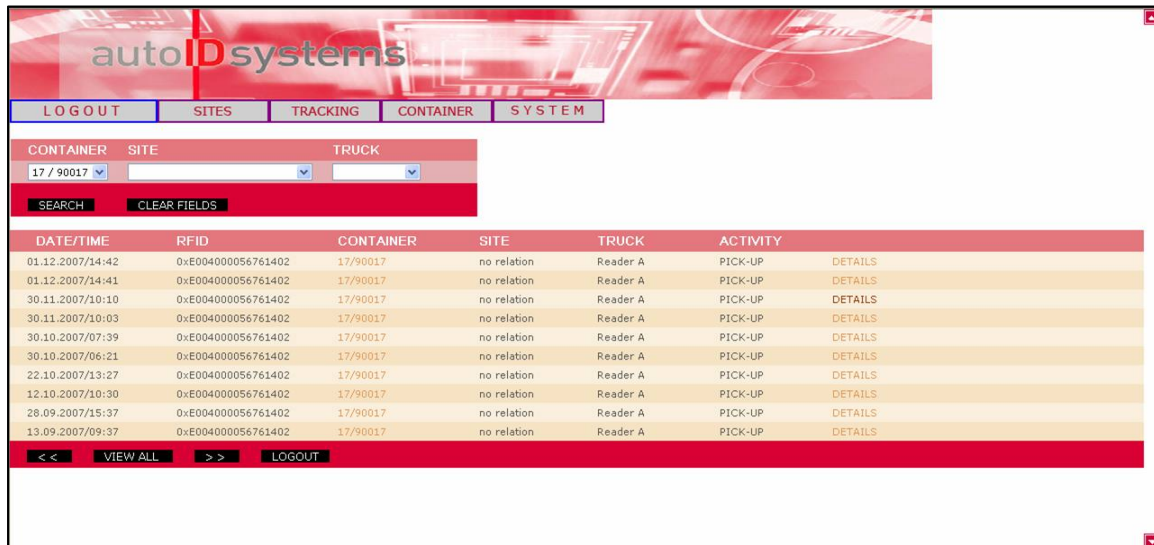 autoIDsystems
LOGOUT SITES TRACKING CONTAINER SYSTEM
CONTAINER SITE TRUCK
17 / 90017
SEARCH CLEAR FIELDS
DATE/TIME RFID CONTAINER SITE TRUCK ACTIVITY
01.12.2007/14:42 0xE004000056761402 17/90017 no relation Reader A PICK-UP DETAILS
01.12.2007/14:41 0xE004000056761402 17/90017 no relation Reader A PICK-UP DETAILS
30.11.2007/10:10 0xE004000056761402 17/90017 no relation Reader A PICK-UP DETAILS
30.11.2007/10:03 0xE004000056761402 17/90017 no relation Reader A PICK-UP DETAILS
30.10.2007/07:39 0xE004000056761402 17/90017 no relation Reader A PICK-UP DETAILS
30.10.2007/06:21 0xE004000056761402 17/90017 no relation Reader A PICK-UP DETAILS
22.10.2007/13:27 0xE004000056761402 17/90017 no relation Reader A PICK-UP DETAILS
12.10.2007/10:30 0xE004000056761402 17/90017 no relation Reader A PICK-UP DETAILS
28.09.2007/15:37 0xE004000056761402 17/90017 no relation Reader A PICK-UP DETAILS
13.09.2007/09:37 0xE004000056761402 17/90017 no relation Reader A PICK-UP DETAILS
<< VIEW ALL >> LOGOUT